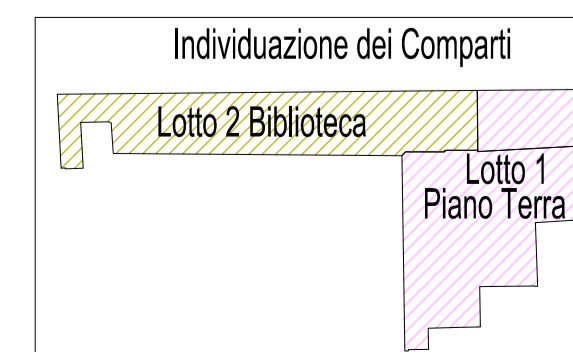 Individuazione dei Comparti
Lotto 2 Biblioteca
Lotto 1
Piano Terra